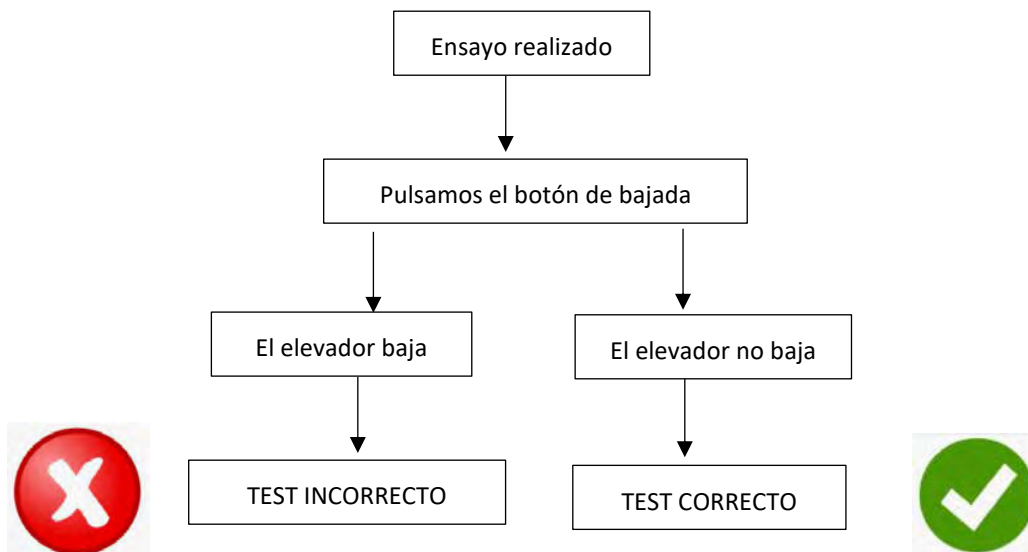 Ensayo realizado
Pulsamos el botón de bajada
El elevador baja
El elevador no baja
TEST INCORRECTO
TEST CORRECTO